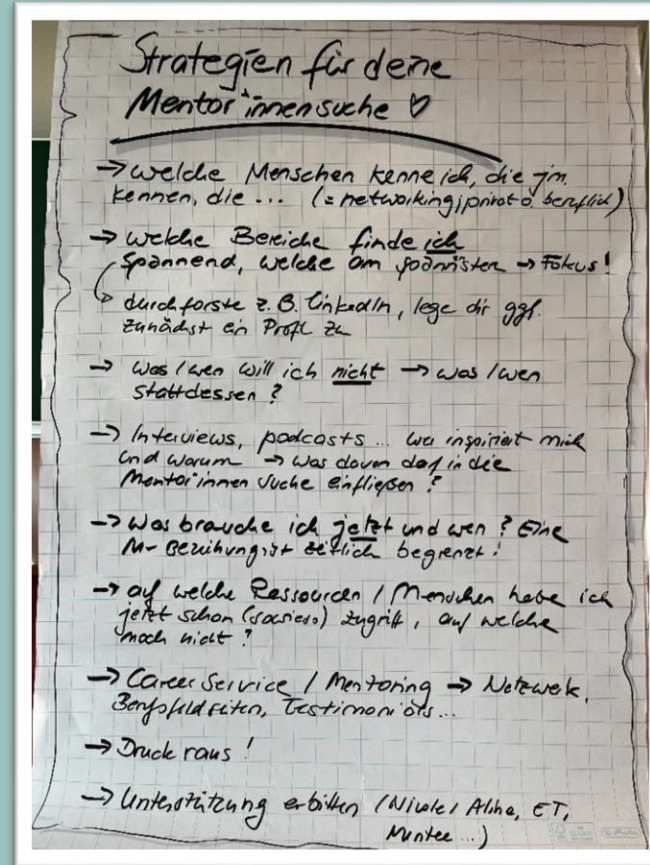 Strategien für deine
Mentor*innensuche ♡
→ welche Menschen kenne ich, die jm.
kennen, die ... (= networking, privat o. beruflich)
→ welche Bereiche finde ich
spannend, welche am spannsten → Fokus!
↳ durchforste z. B. LinkedIn, lege dir ggf.
zunächst ein Profil zu
→ Was / wen will ich nicht → was / wen
stattdessen?
→ Interviews, podcasts ... wer inspiriert mich
und warum → was davon darf in die
Mentor*innen suche einfließen?
→ Was brauche ich jetzt und wen? Eine
M-Beziehung ist zeitlich begrenzt!
→ auf welche Ressourcen / Menschen habe ich
jetzt schon (sowieso) Zugriff, auf welche
noch nicht?
→ Career Service / Mentoring → Netzwerk,
Berufsfeld Testimonials ...
→ Druck raus!
→ Unterstützung erbitten (ET,
Mentee ...)